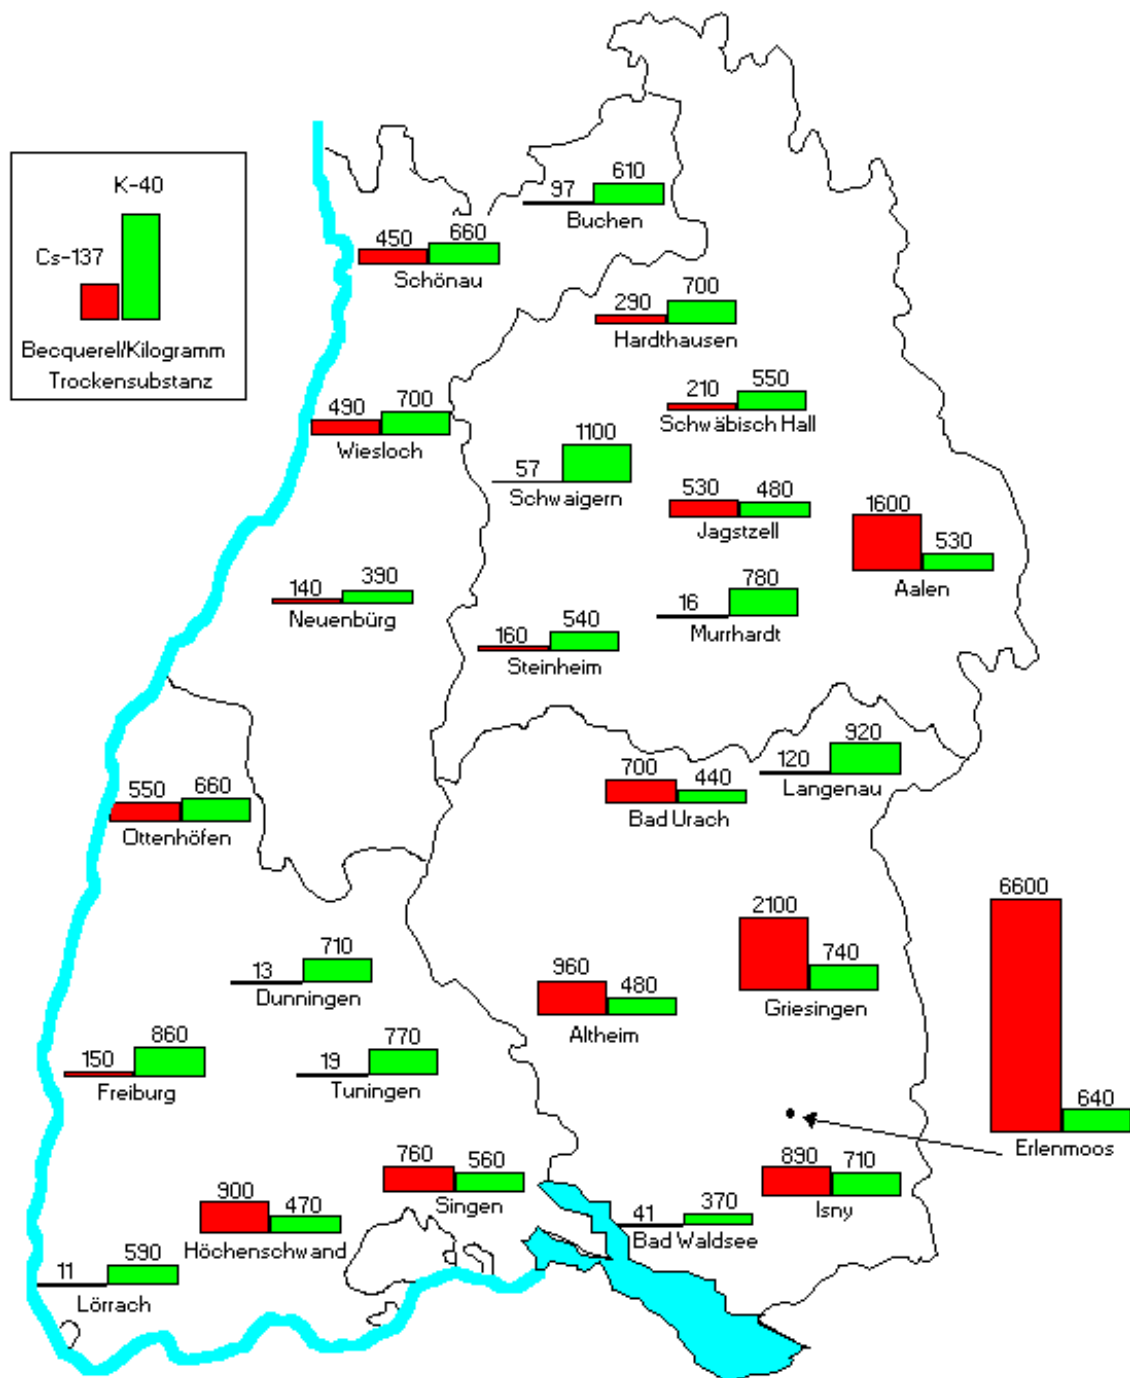 K-40
Cs-137
Becquerel/Kilogramm
Trockensubstanz
97 610
Buchen
450 660
Schönau
290 700
Hardthausen
210 550
Schwäbisch Hall
490 700
Wiesloch
57 1100
Schwaigern
530 480
Jagstzell
1600 530
Aalen
140 390
Neuenbürg
16 780
Murrhardt
160 540
Steinheim
120 920
Langenau
700 440
Bad Urach
550 660
Ottenhöfen
2100 740
Griesingen
6600 640
Erlenmoos
13 710
Dunningen
960 480
Altheim
150 860
Freiburg
19 770
Tuningen
760 560
Singen
890 710
Isny
900 470
Höchenschwand
41 370
Bad Waldsee
11 590
Lörrach